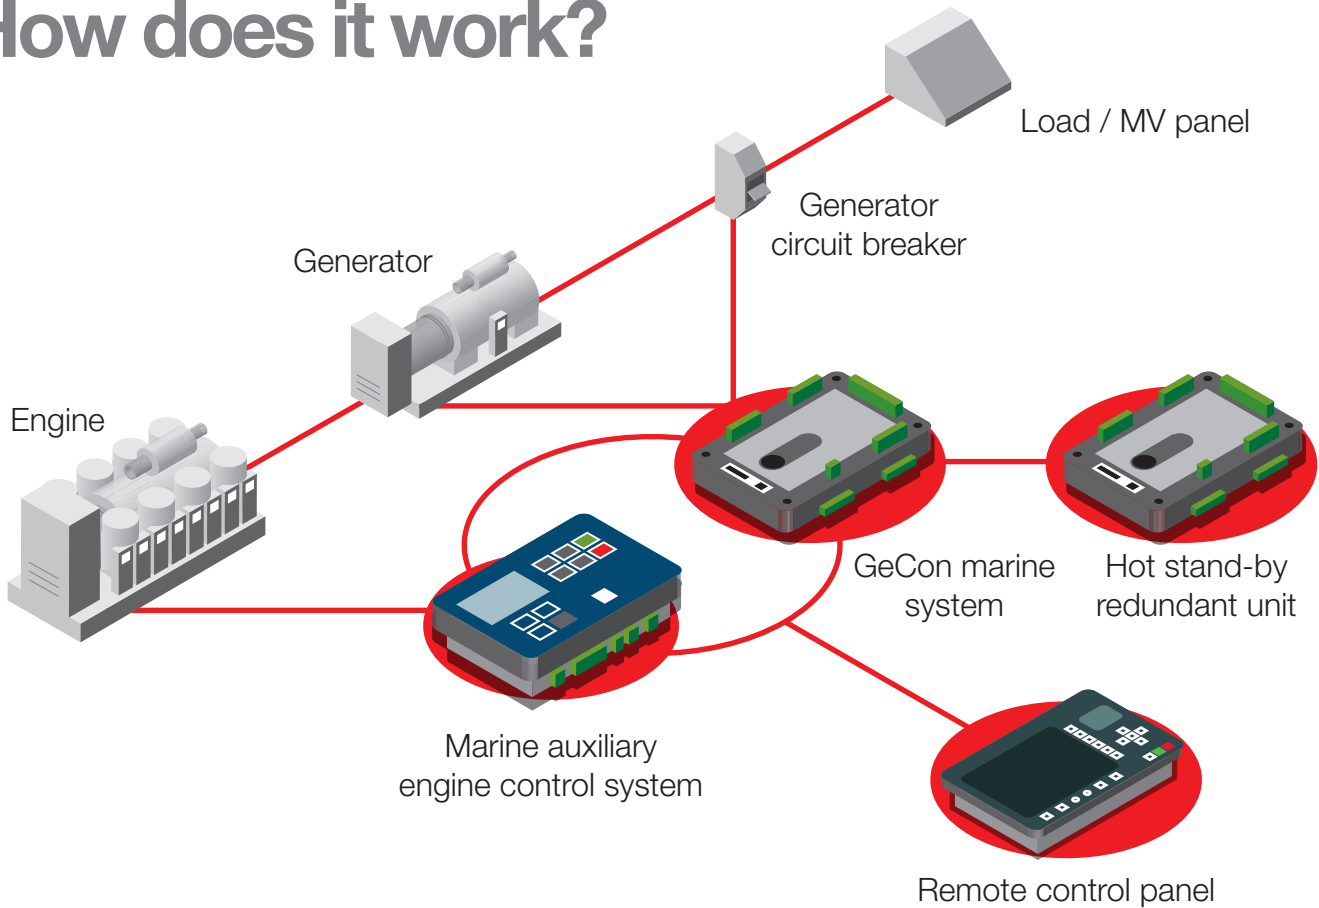 How does it work?
Load / MV panel
Generator
circuit breaker
Generator
Engine
GeCon marine
system
Hot stand-by
redundant unit
Marine auxiliary
engine control system
Remote control panel